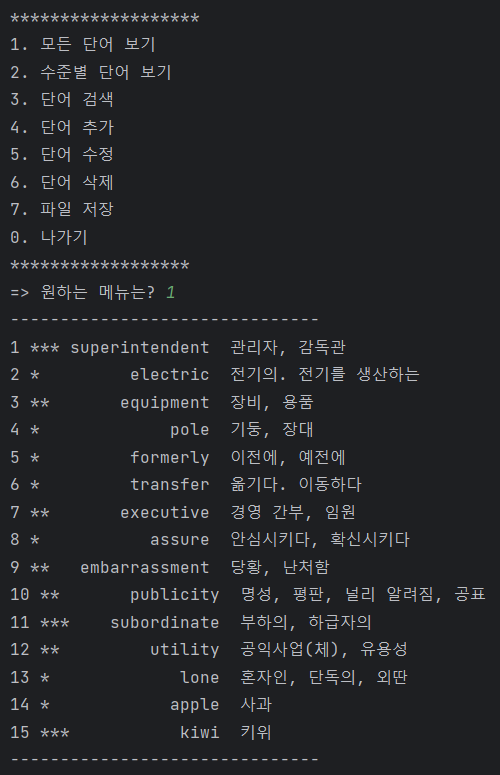 *******************
1. 모든 단어 보기
2. 수준별 단어 보기
3. 단어 검색
4. 단어 추가
5. 단어 수정
6. 단어 삭제
7. 파일 저장
0. 나가기
******************
=> 원하는 메뉴는? 1
-------------------------------
1 *** superintendent  관리자, 감독관
2 *         electric  전기의. 전기를 생산하는
3 **       equipment  장비, 용품
4 *             pole  기둥, 장대
5 *         formerly  이전에, 예전에
6 *         transfer  옮기다. 이동하다
7 **       executive  경영 간부, 임원
8 *           assure  안심시키다, 확신시키다
9 **   embarrassment  당황, 난처함
10 **       publicity  명성, 평판, 널리 알려짐, 공표
11 ***    subordinate  부하의, 하급자의
12 **         utility  공익사업(체), 유용성
13 *             lone  혼자인, 단독의, 외딴
14 *            apple  사과
15 ***           kiwi  키위
-------------------------------